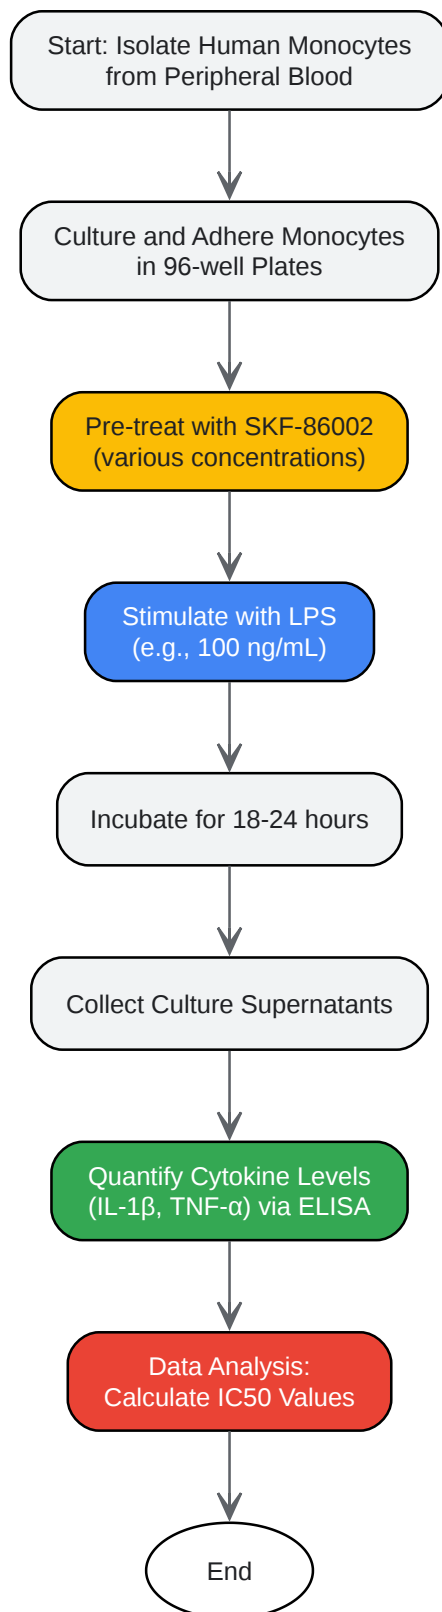 Start: Isolate Human Monocytes
from Peripheral Blood
Culture and Adhere Monocytes
in 96-well Plates
Pre-treat with SKF-86002
(various concentrations)
Stimulate with LPS
(e.g., 100 ng/mL)
Incubate for 18-24 hours
Collect Culture Supernatants
Quantify Cytokine Levels
(IL-1β, TNF-α) via ELISA
Data Analysis:
Calculate IC50 Values
End